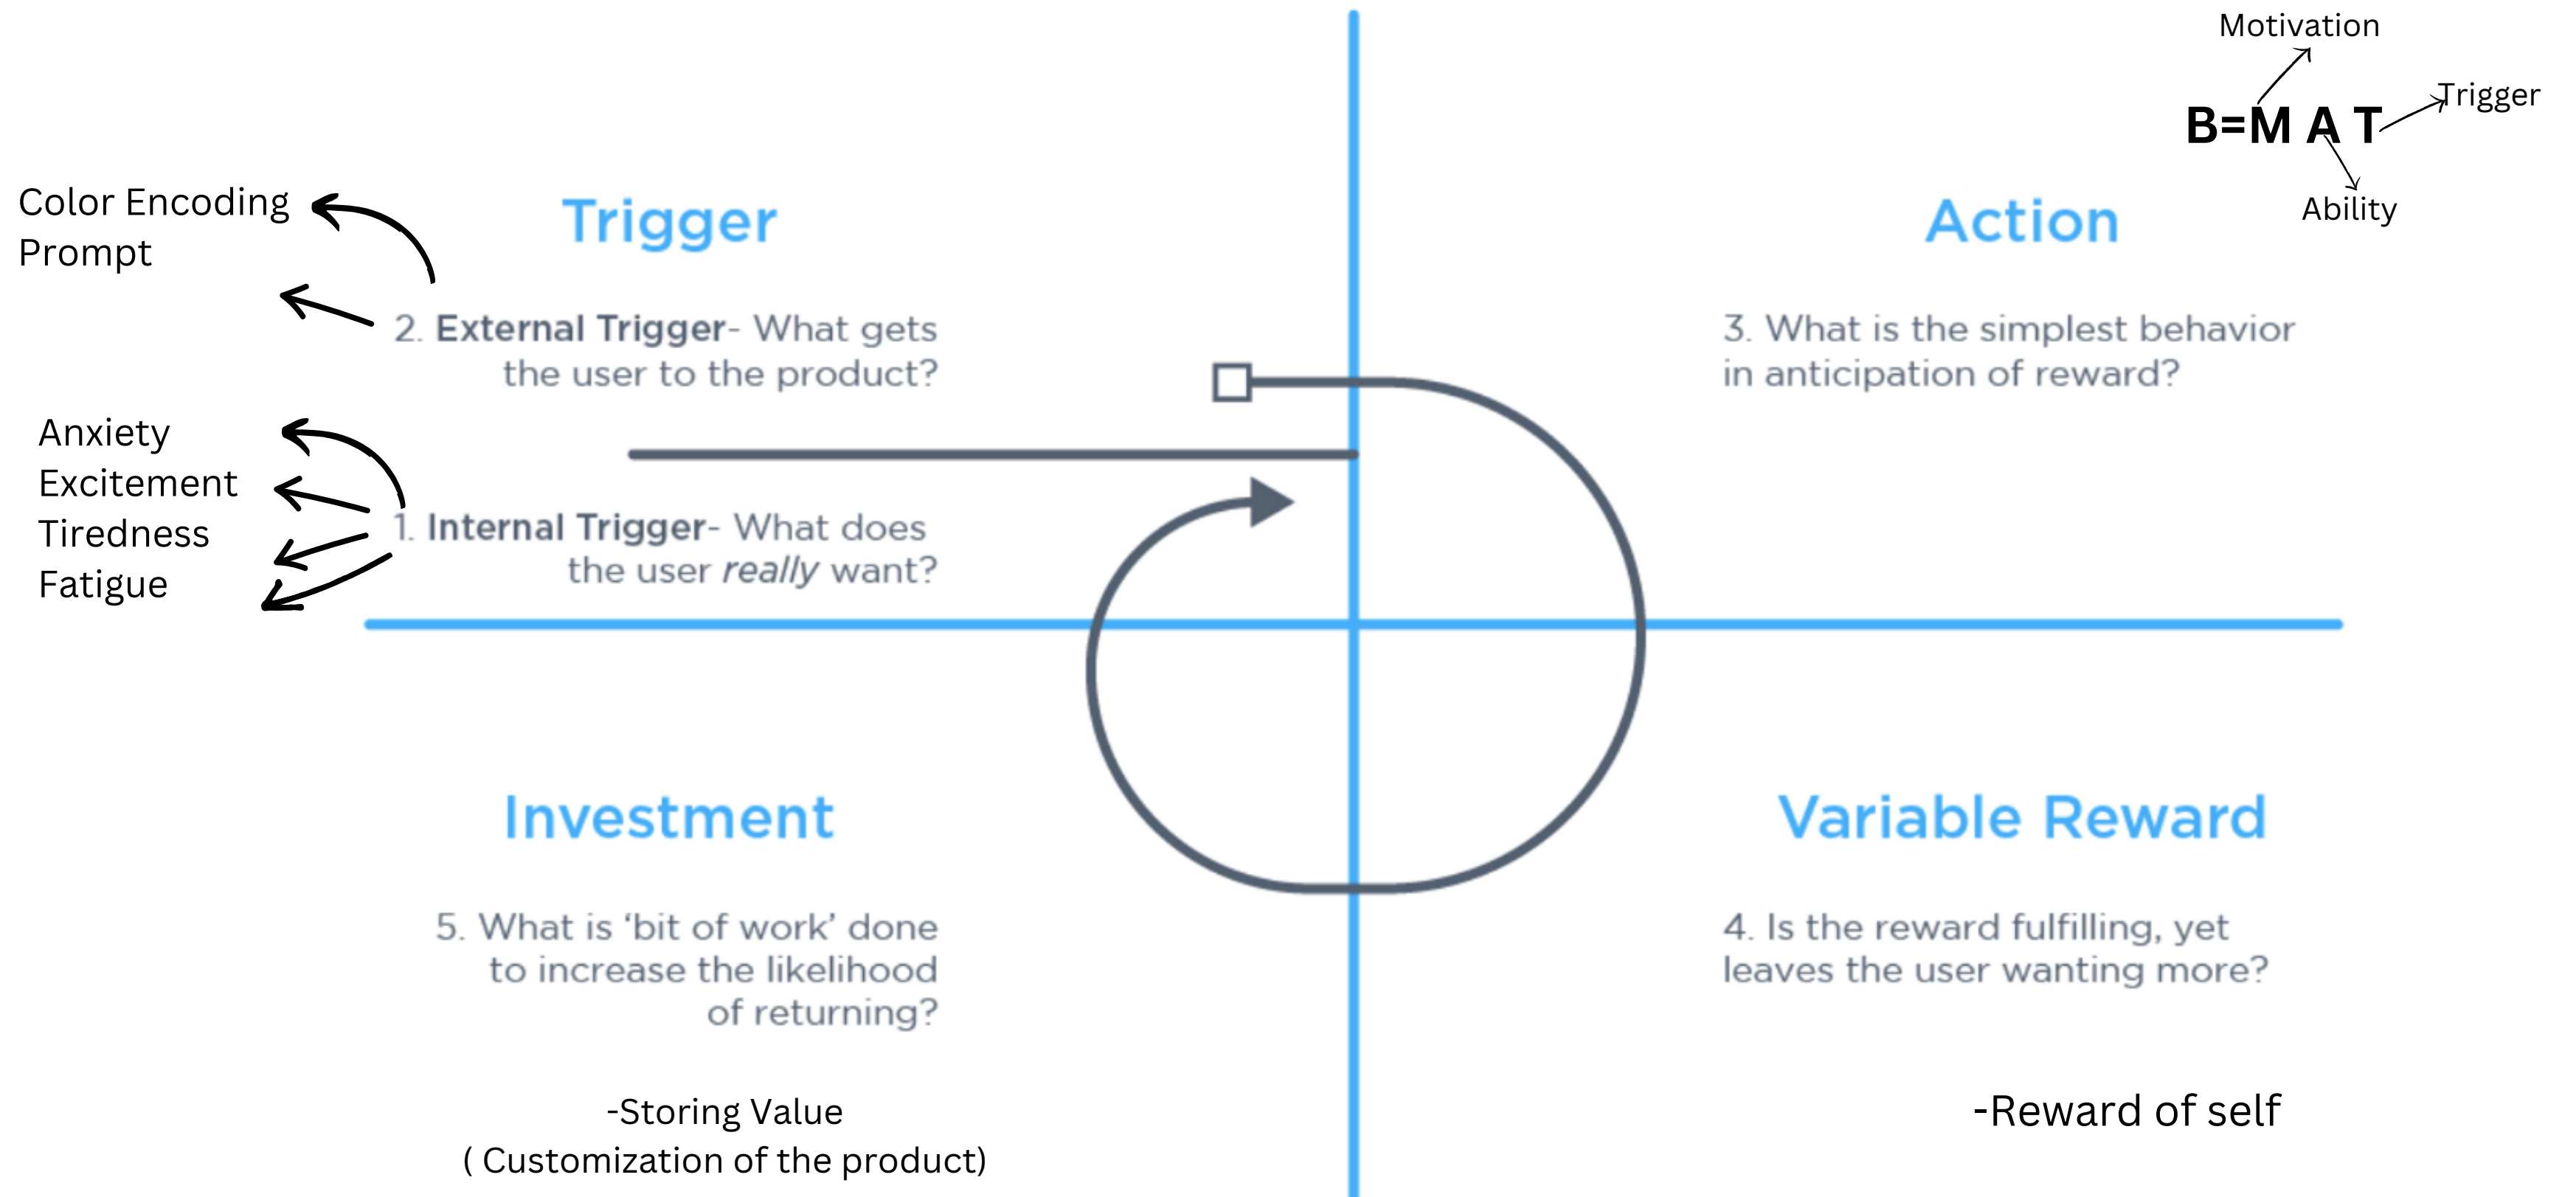 Motivation
Trigger
B=M A T
Ability
Trigger
Color Encoding
Prompt
2. External Trigger- What gets
the user to the product?
Anxiety
Excitement
Tiredness
Fatigue
1. Internal Trigger- What does
the user really want?
Action
3. What is the simplest behavior
in anticipation of reward?
Investment
5. What is ‘bit of work’ done
to increase the likelihood
of returning?
-Storing Value
( Customization of the product)
Variable Reward
4. Is the reward fulfilling, yet
leaves the user wanting more?
-Reward of self